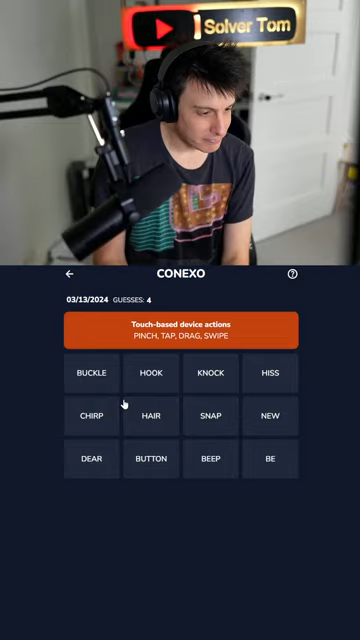 Solver Tom
CONEXO
03/13/2024 GUESSES: 4
Touch-based device actions
PINCH, TAP, DRAG, SWIPE
BUCKLE HOOK KNOCK HISS
CHIRP HAIR SNAP NEW
DEAR BUTTON BEEP BE